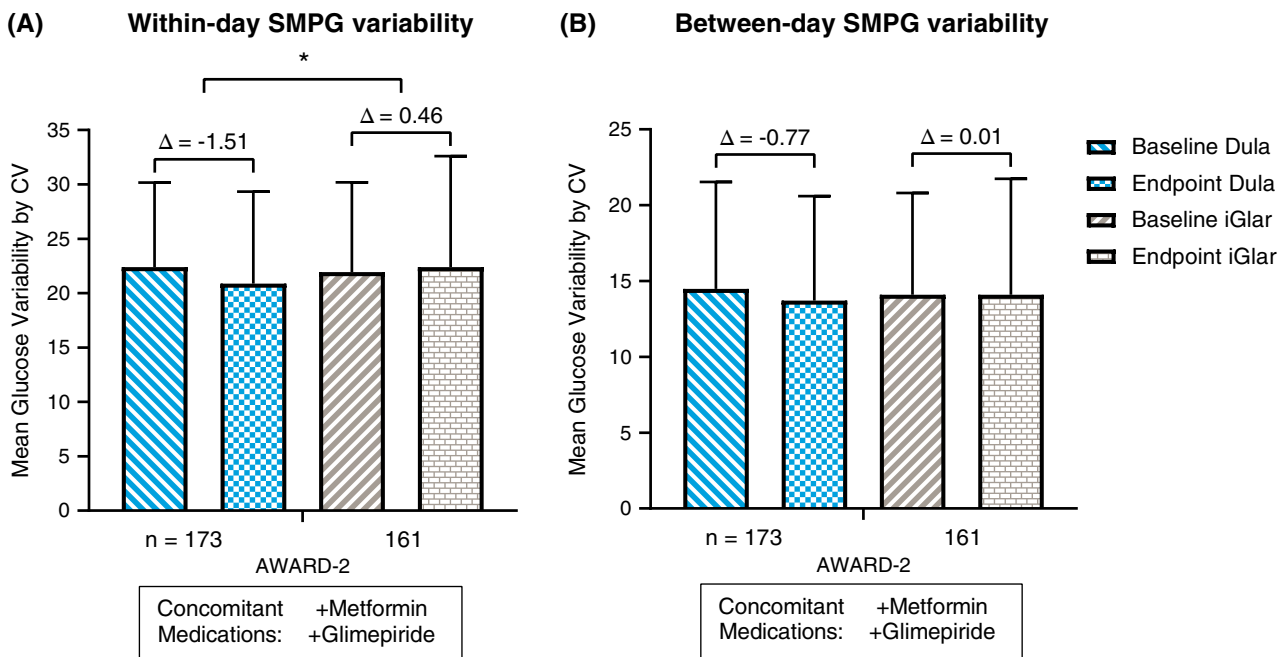 (A) Within-day SMPG variability
*
Δ = -1.51
Δ = 0.46
Mean Glucose Variability by CV
35
30
25
20
15
10
5
0
n = 173 161
AWARD-2
Concomitant +Metformin
Medications: +Glimepiride
(B) Between-day SMPG variability
Δ = -0.77
Δ = 0.01
Mean Glucose Variability by CV
25
20
15
10
5
0
n = 173 161
AWARD-2
Concomitant +Metformin
Medications: +Glimepiride
Baseline Dula
Endpoint Dula
Baseline iGlar
Endpoint iGlar